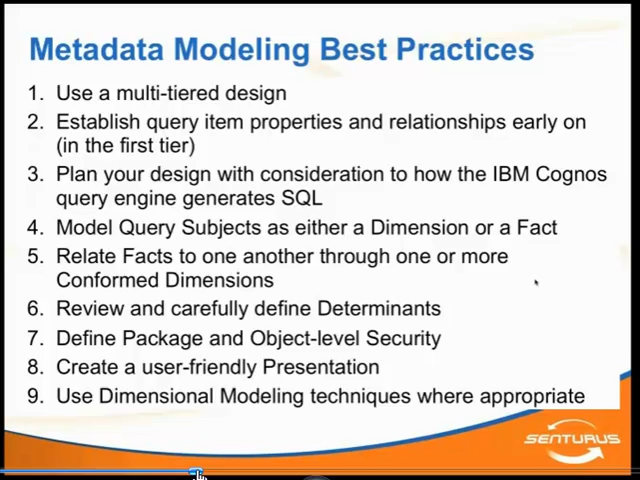 Metadata Modeling Best Practices
1. Use a multi-tiered design
2. Establish query item properties and relationships early on
(in the first tier)
3. Plan your design with consideration to how the IBM Cognos
query engine generates SQL
4. Model Query Subjects as either a Dimension or a Fact
5. Relate Facts to one another through one or more
Conformed Dimensions
6. Review and carefully define Determinants
7. Define Package and Object-level Security
8. Create a user-friendly Presentation
9. Use Dimensional Modeling techniques where appropriate
SENTURUS